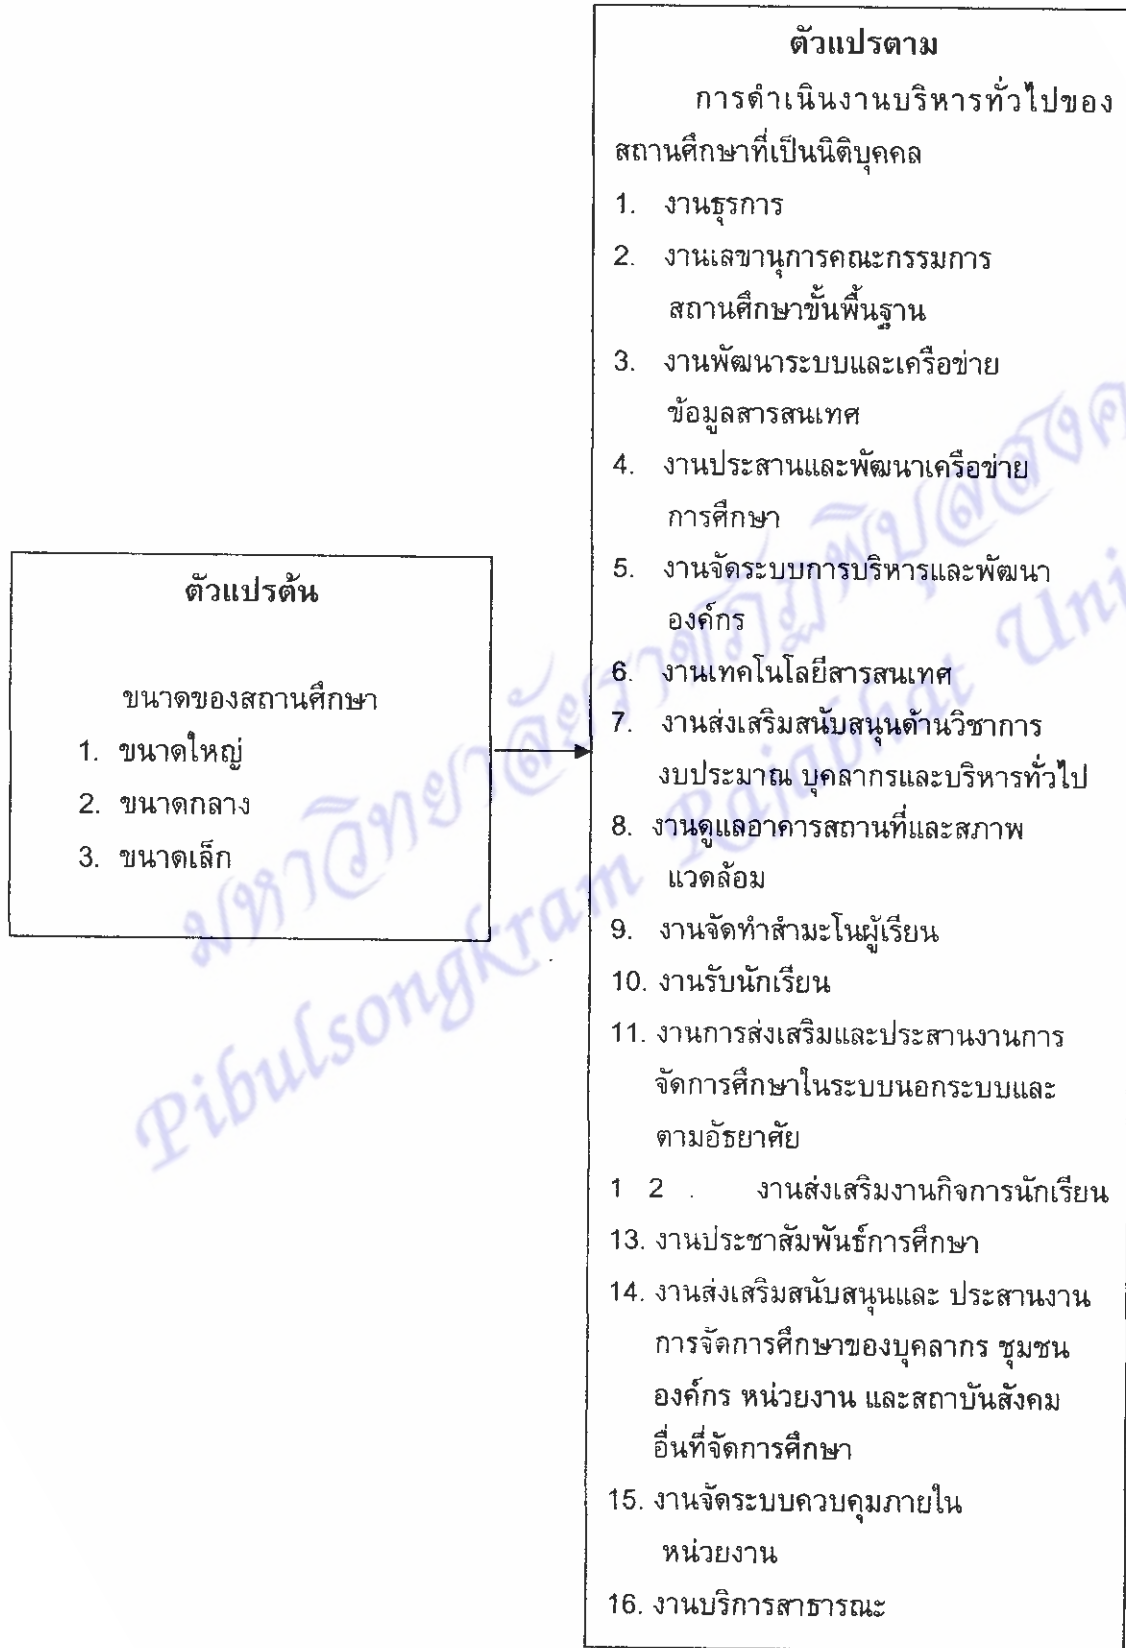 ตัวแปรต้น
ขนาดของสถานศึกษา
1. ขนาดใหญ่
2. ขนาดกลาง
3. ขนาดเล็ก
ตัวแปรตาม
การดำเนินงานบริหารทั่วไปของ
สถานศึกษาที่เป็นนิติบุคคล
1. งานธุรการ
2. งานเลขานุการคณะกรรมการ
สถานศึกษาขั้นพื้นฐาน
3. งานพัฒนาระบบและเครือข่าย
ข้อมูลสารสนเทศ
4. งานประสานและพัฒนาเครือข่าย
การศึกษา
5. งานจัดระบบการบริหารและพัฒนา
องค์กร
6. งานเทคโนโลยีสารสนเทศ
7. งานส่งเสริมสนับสนุนด้านวิชาการ
งบประมาณ บุคลากรและบริหารทั่วไป
8. งานดูแลอาคารสถานที่และสภาพ
แวดล้อม
9. งานจัดทำสำมะโนผู้เรียน
10. งานรับนักเรียน
11. งานการส่งเสริมและประสานงานการ
จัดการศึกษาในระบบนอกระบบและ
ตามอัธยาศัย
1 2 . งานส่งเสริมงานกิจการนักเรียน
13. งานประชาสัมพันธ์การศึกษา
14. งานส่งเสริมสนับสนุนและ ประสานงาน
การจัดการศึกษาของบุคลากร ชุมชน
องค์กร หน่วยงาน และสถาบันสังคม
อื่นที่จัดการศึกษา
15. งานจัดระบบควบคุมภายใน
หน่วยงาน
16. งานบริการสาธารณะ
มหาวิทยาลัยราชภัฏพิบูลสงค
Pibulsongkram Rajabhat Uni